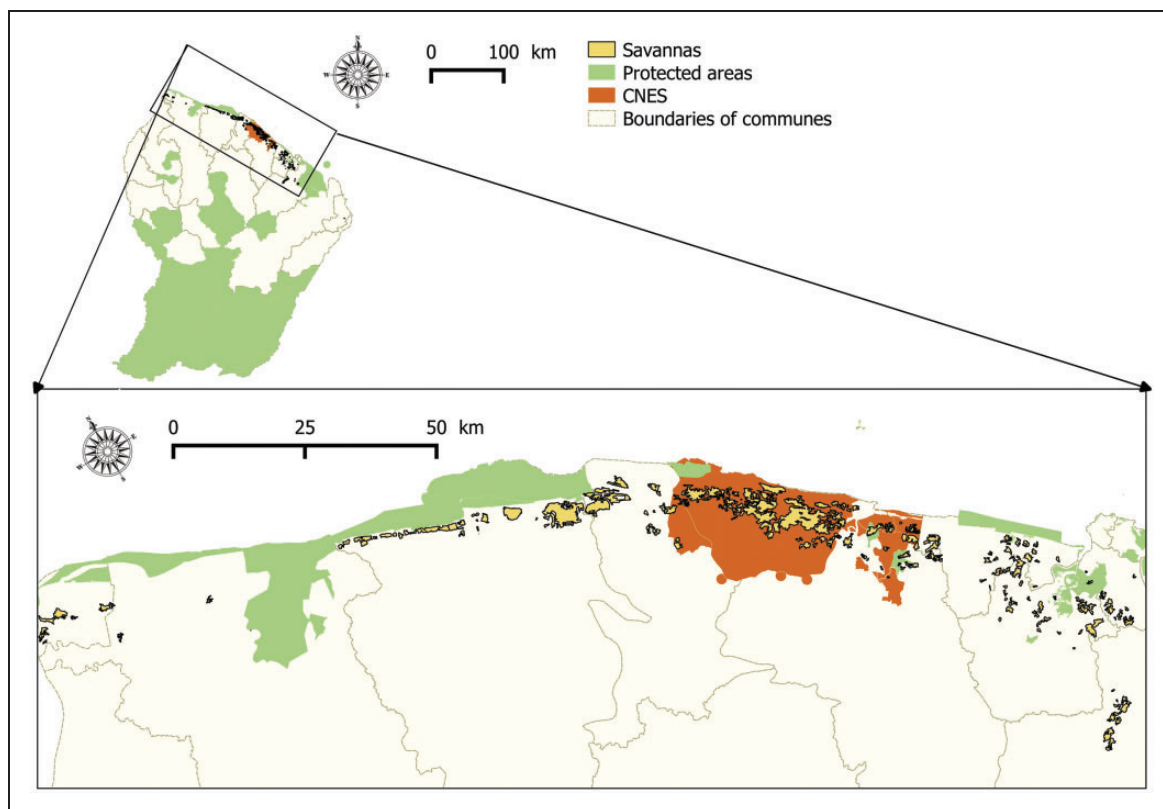 N
W
E
S
0 100 km
Savannas
Protected areas
CNES
Boundaries of communes
0 25 50 km
N
E
W
S